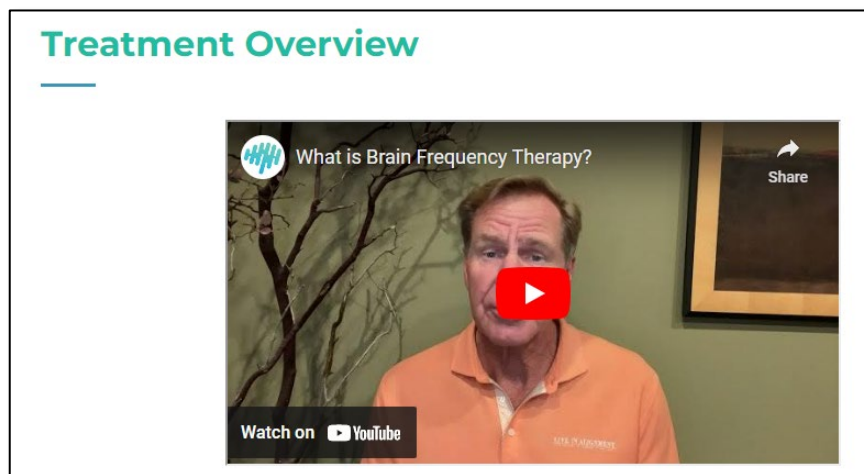 Treatment Overview
What is Brain Frequency Therapy?
Share
Watch on YouTube